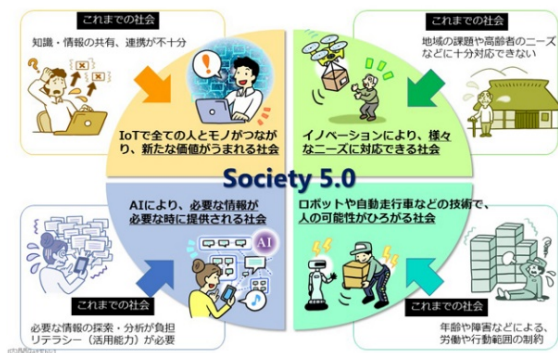 これまでの社会
知識・情報の共有、連携が不十分
これまでの社会
地域の課題や高齢者のニーズ
などに十分対応できない
IoTで全ての人とモノがつなが
り、新たな価値がうまれる社会
イノベーションにより、様々
なニーズに対応できる社会
Society 5.0
AIにより、必要な情報が
必要な時に提供される社会
ロボットや自動走行車などの技術で、
人の可能性がひろがる社会
AI
これまでの社会
必要な情報の探索・分析が負担
リテラシー（活用能力）が必要
これまでの社会
年齢や障害などによる、
労働や行動範囲の制約